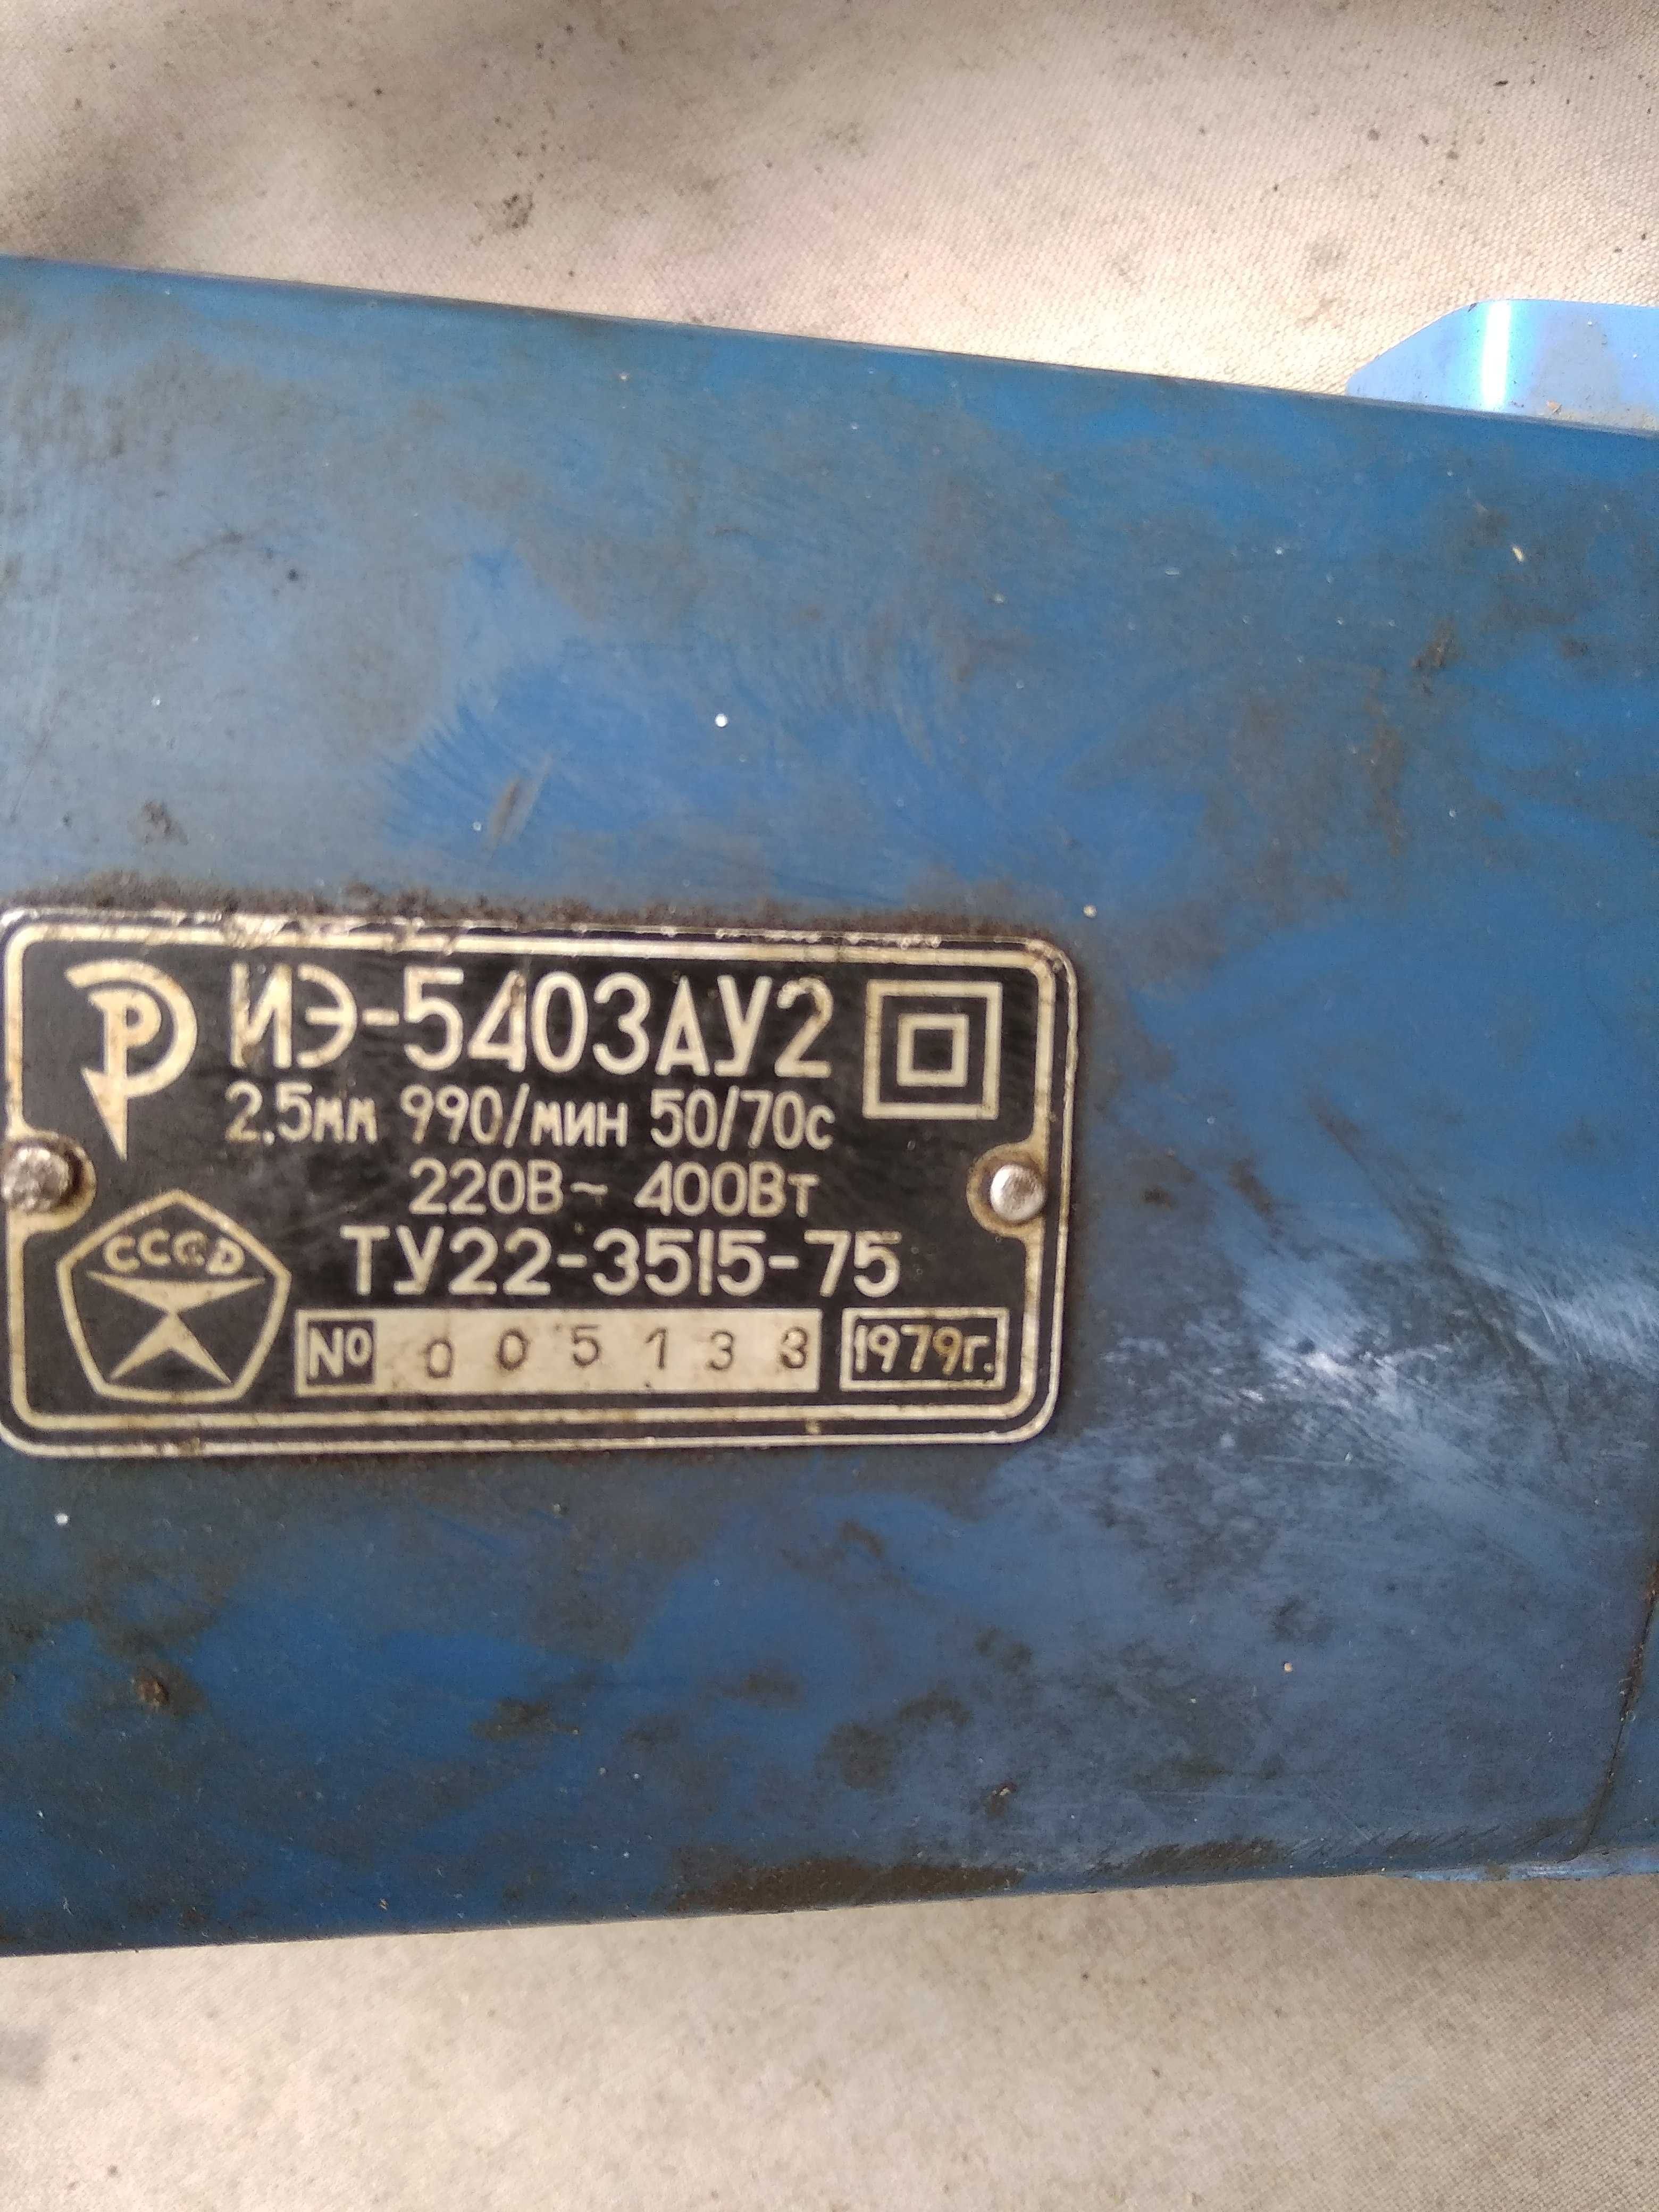 ИЭ-5403АУ2
2,5мм 990/мин 50/70с
220В~ 400Вт
СССР
ТУ22-3515-75
№ 005133 1979г.